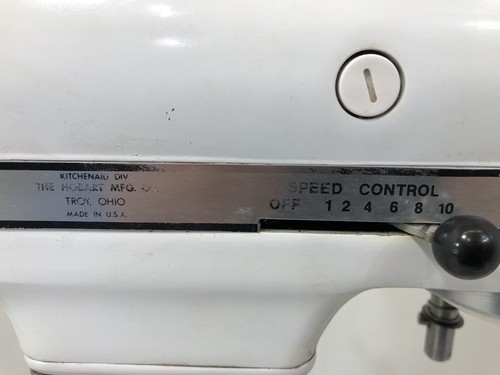 KITCHENAID DIV
THE HOBART MFG.
TROY, OHIO
MADE IN U.S.A.
SPEED CONTROL
OFF 1 2 4 6 8 10